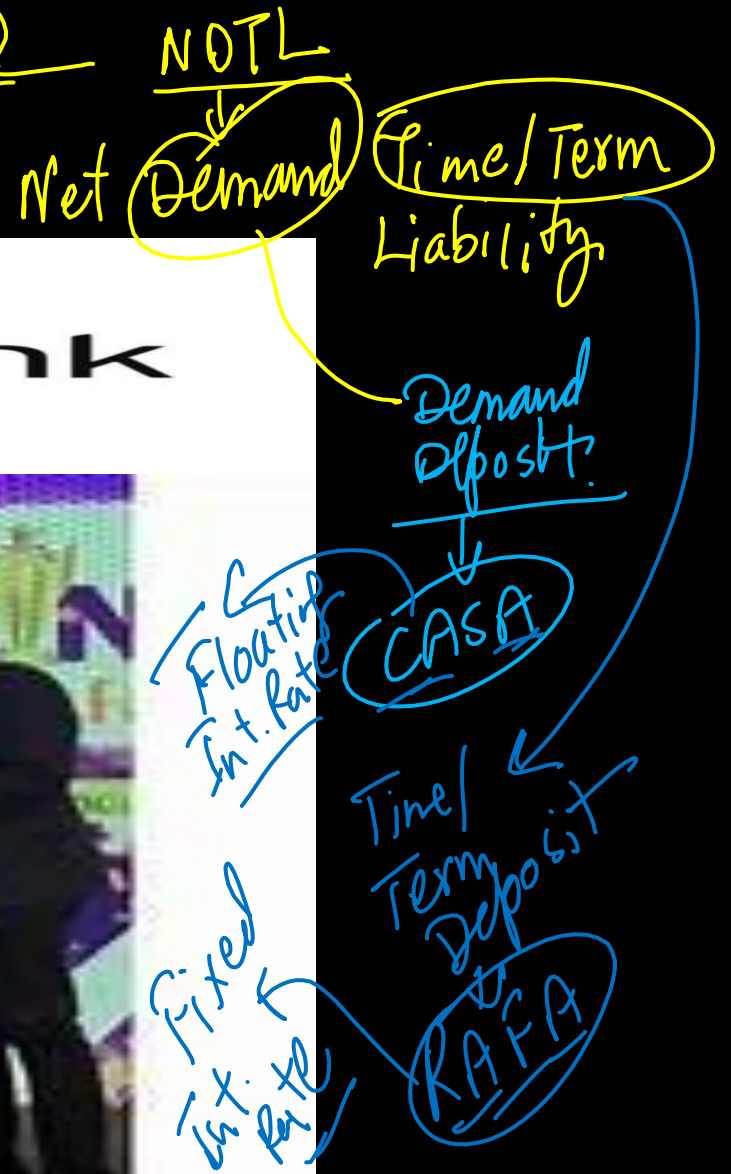 NDTL
Net Demand Time/Term
Liability
nk
Demand
Deposit.
CASA
Floating
Int. Rate
Time/
Term
Deposit
RAFA
Fixed
Int.
Rate